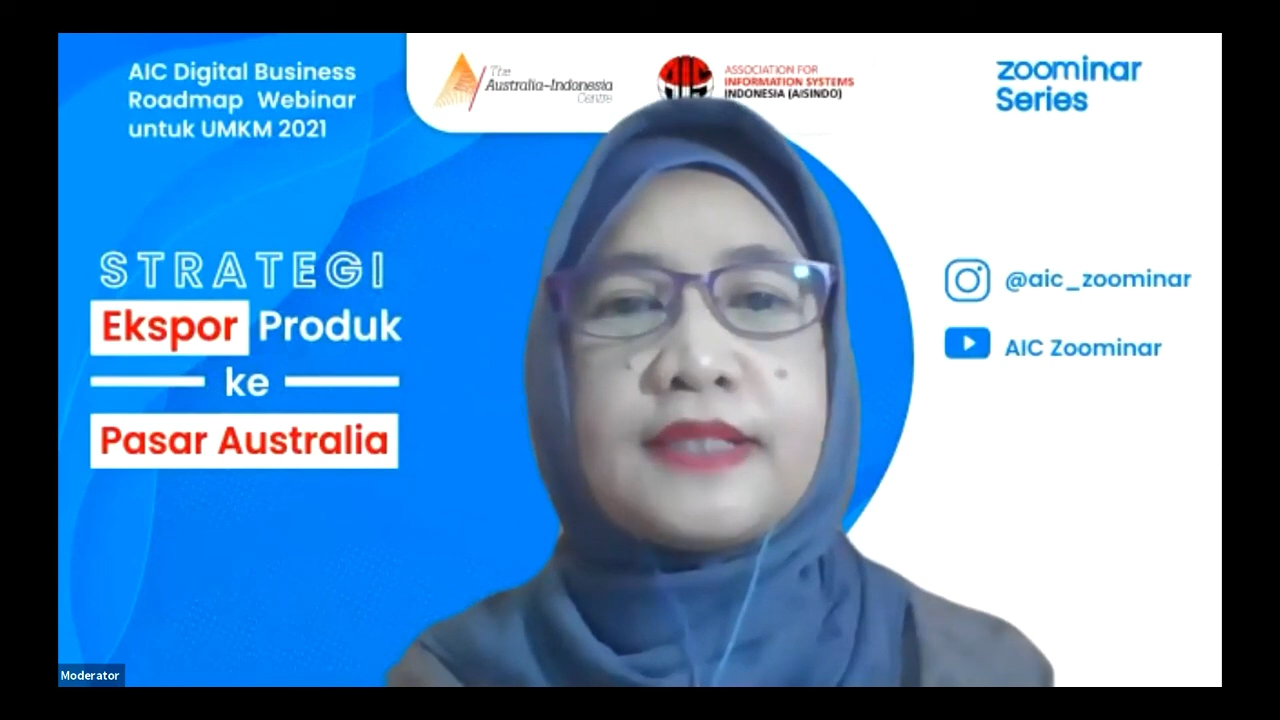 AIC Digital Business
Roadmap Webinar
untuk UMKM 2021
The
Australia-Indonesia
Centre
ASSOCIATION FOR
INFORMATION SYSTEMS
INDONESIA (AISINDO)
zoominar
Series
STRATEGI
Ekspor Produk
ke
Pasar Australia
@aic_zoominar
AIC Zoominar
Moderator